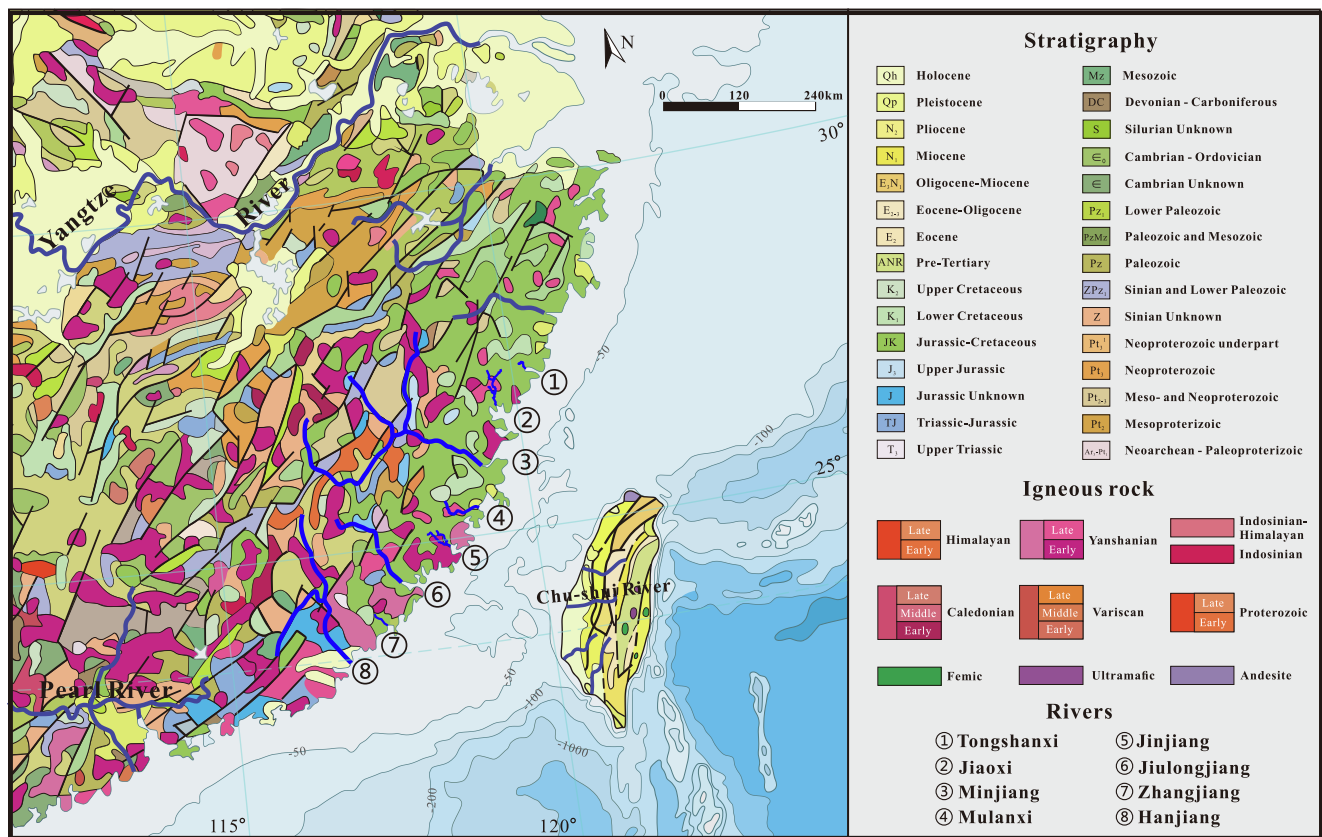 N
0 120 240km
30°
Yangtze
River
①
②
③
④
⑤
⑥
⑦
⑧
-50
-100
25°
Chu-shui River
Pearl River
-50
-50
-100
-1000
-200
115°
120°
Stratigraphy
Qh Holocene
Qp Pleistocene
N₂ Pliocene
N₁ Miocene
E₃N₁ Oligocene-Miocene
E₂₋₃ Eocene-Oligocene
E₂ Eocene
ANR Pre-Tertiary
K₂ Upper Cretaceous
K₁ Lower Cretaceous
JK Jurassic-Cretaceous
J₃ Upper Jurassic
J Jurassic Unknown
TJ Triassic-Jurassic
T₃ Upper Triassic
Mz Mesozoic
DC Devonian - Carboniferous
S Silurian Unknown
Cambrian - Ordovician
∈ Cambrian Unknown
Pz₁ Lower Paleozoic
PzMz Paleozoic and Mesozoic
Pz Paleozoic
ZPz₁ Sinian and Lower Paleozoic
Z Sinian Unknown
Neoproterozoic underpart
Pt₃ Neoproterozoic
Pt₂₋₃ Meso- and Neoproterozoic
Pt₂ Mesoproterizoic
Neoarchean - Paleoproterizoic
Igneous rock
Late
Early
Himalayan
Late
Early
Yanshanian
Indosinian-
Himalayan
Indosinian
Late
Middle
Early
Caledonian
Late
Middle
Early
Variscan
Late
Early
Proterozoic
Femic
Ultramafic
Andesite
Rivers
① Tongshanxi
② Jiaoxi
③ Minjiang
④ Mulanxi
⑤ Jinjiang
⑥ Jiulongjiang
⑦ Zhangjiang
⑧ Hanjiang